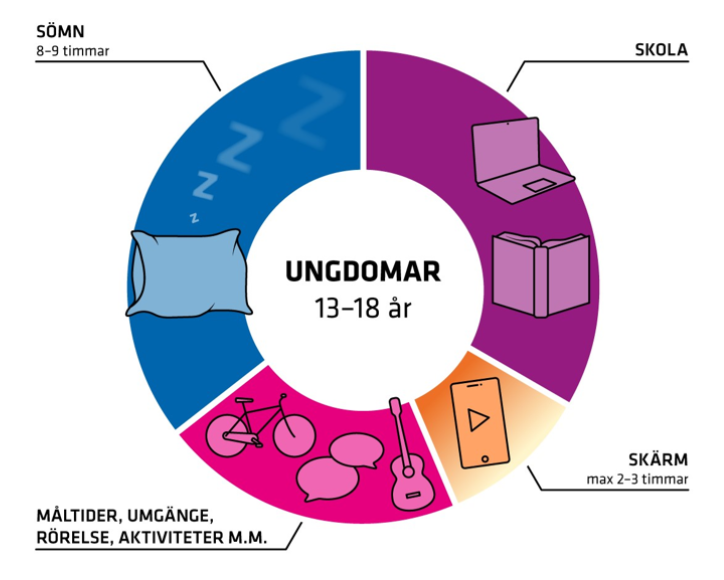 SÖMN
8–9 timmar
SKOLA
Z
Z
Z
z
UNGDOMAR
13–18 år
SKÄRM
max 2–3 timmar
MÅLTIDER, UMGÄNGE,
RÖRELSE, AKTIVITETER M.M.